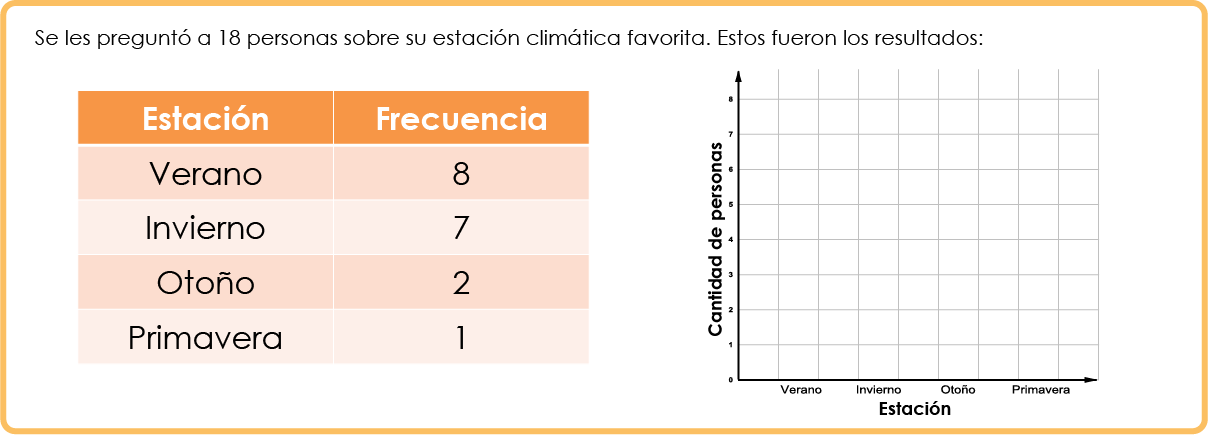 Se les preguntó a 18 personas sobre su estación climática favorita. Estos fueron los resultados:
Estación Frecuencia
Verano 8
Invierno 7
Otoño 2
Primavera 1
Cantidad de personas
8
7
6
5
4
3
2
1
0
Verano Invierno Otoño Primavera
Estación